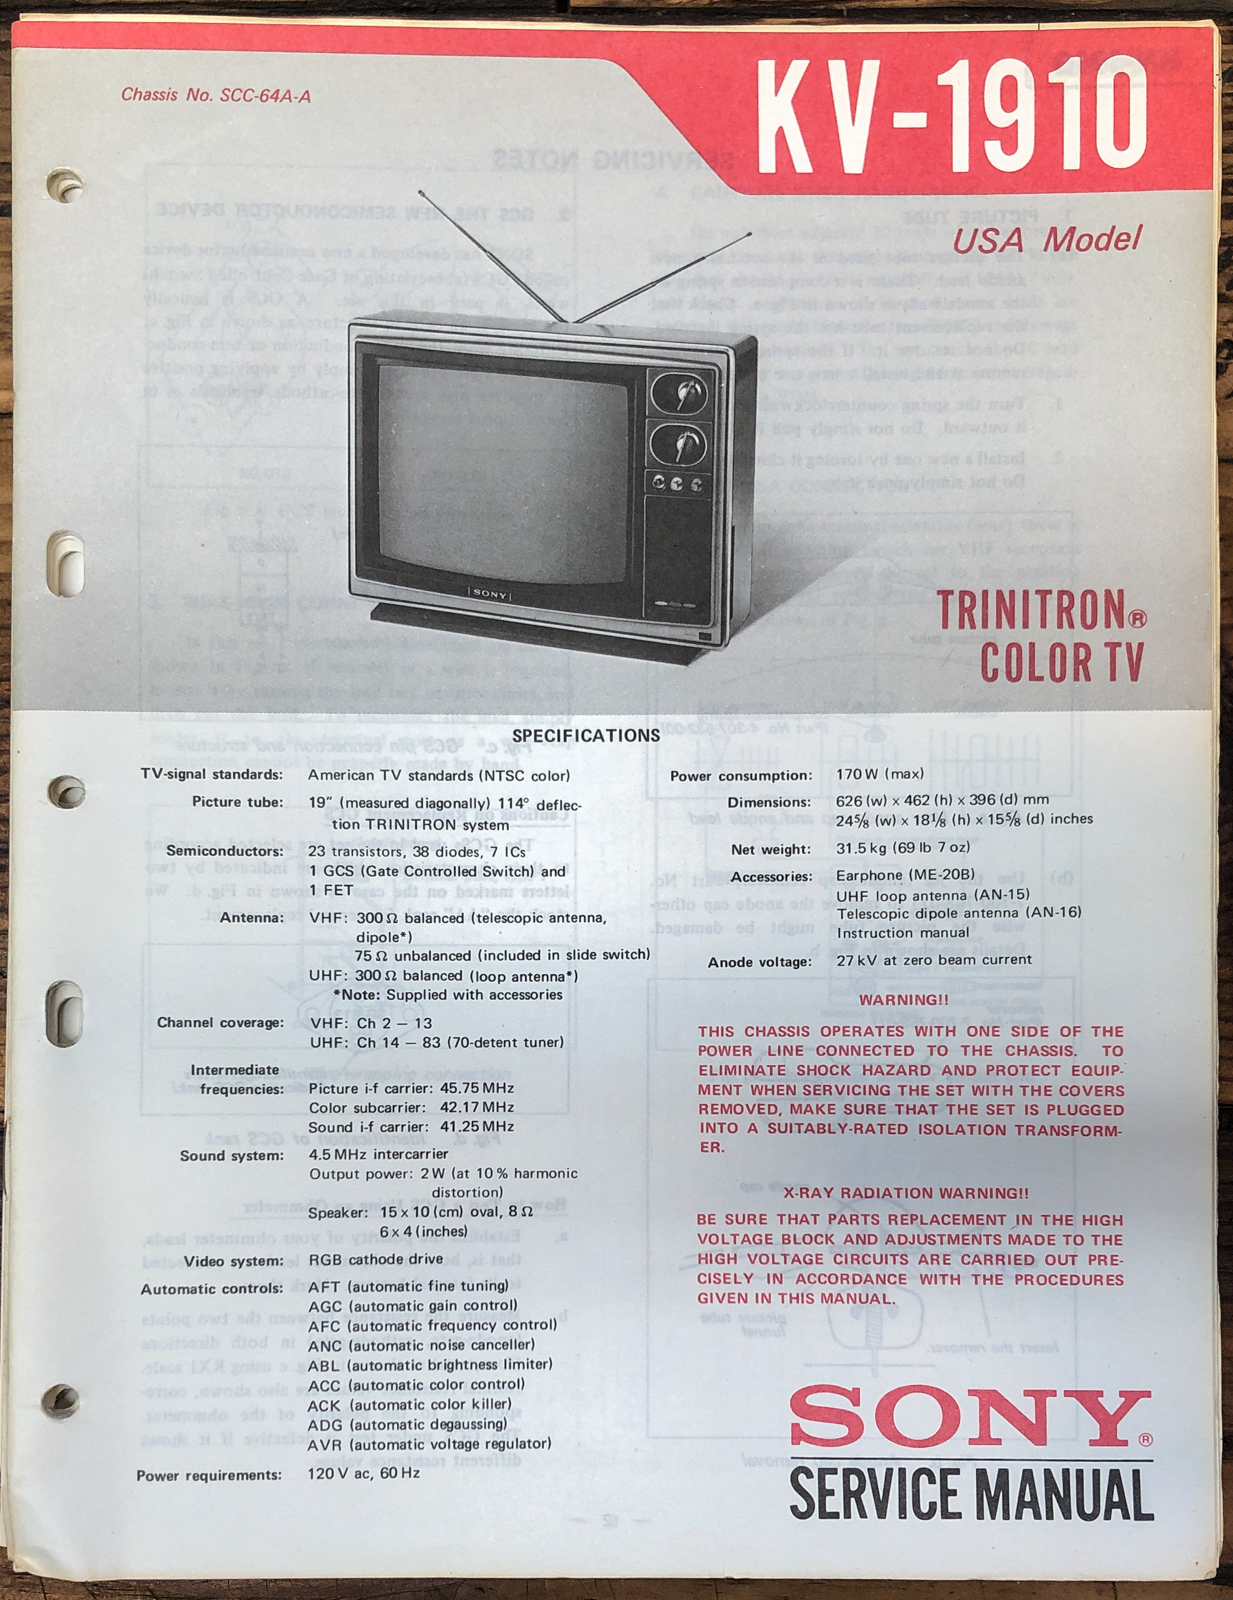 Chassis No. SCC-64A-A
KV-1910
USA Model
SONY
TRINITRON®
COLOR TV
SPECIFICATIONS
TV-signal standards: American TV standards (NTSC color)
Picture tube: 19" (measured diagonally) 114° deflec-
tion TRINITRON system
Semiconductors: 23 transistors, 38 diodes, 7 ICs
1 GCS (Gate Controlled Switch) and
1 FET
Antenna: VHF: 300 Ω balanced (telescopic antenna,
dipole*)
75 Ω unbalanced (included in slide switch)
UHF: 300 Ω balanced (loop antenna*)
*Note: Supplied with accessories
Channel coverage: VHF: Ch 2 – 13
UHF: Ch 14 – 83 (70-detent tuner)
Intermediate
frequencies: Picture i-f carrier: 45.75 MHz
Color subcarrier: 42.17 MHz
Sound i-f carrier: 41.25 MHz
Sound system: 4.5 MHz intercarrier
Output power: 2 W (at 10 % harmonic
distortion)
Speaker: 15 x 10 (cm) oval, 8 Ω
6 x 4 (inches)
Video system: RGB cathode drive
Automatic controls: AFT (automatic fine tuning)
AGC (automatic gain control)
AFC (automatic frequency control)
ANC (automatic noise canceller)
ABL (automatic brightness limiter)
ACC (automatic color control)
ACK (automatic color killer)
ADG (automatic degaussing)
AVR (automatic voltage regulator)
Power requirements: 120 V ac, 60 Hz
Power consumption: 170 W (max)
Dimensions: 626 (w) x 462 (h) x 396 (d) mm
24⅝ (w) x 18⅛ (h) x 15⅝ (d) inches
Net weight: 31.5 kg (69 lb 7 oz)
Accessories: Earphone (ME-20B)
UHF loop antenna (AN-15)
Telescopic dipole antenna (AN-16)
Instruction manual
Anode voltage: 27 kV at zero beam current
WARNING!!
THIS CHASSIS OPERATES WITH ONE SIDE OF THE
POWER LINE CONNECTED TO THE CHASSIS. TO
ELIMINATE SHOCK HAZARD AND PROTECT EQUIP-
MENT WHEN SERVICING THE SET WITH THE COVERS
REMOVED, MAKE SURE THAT THE SET IS PLUGGED
INTO A SUITABLY-RATED ISOLATION TRANSFORM-
ER.
X-RAY RADIATION WARNING!!
BE SURE THAT PARTS REPLACEMENT IN THE HIGH
VOLTAGE BLOCK AND ADJUSTMENTS MADE TO THE
HIGH VOLTAGE CIRCUITS ARE CARRIED OUT PRE-
CISELY IN ACCORDANCE WITH THE PROCEDURES
GIVEN IN THIS MANUAL.
SONY®
SERVICE MANUAL